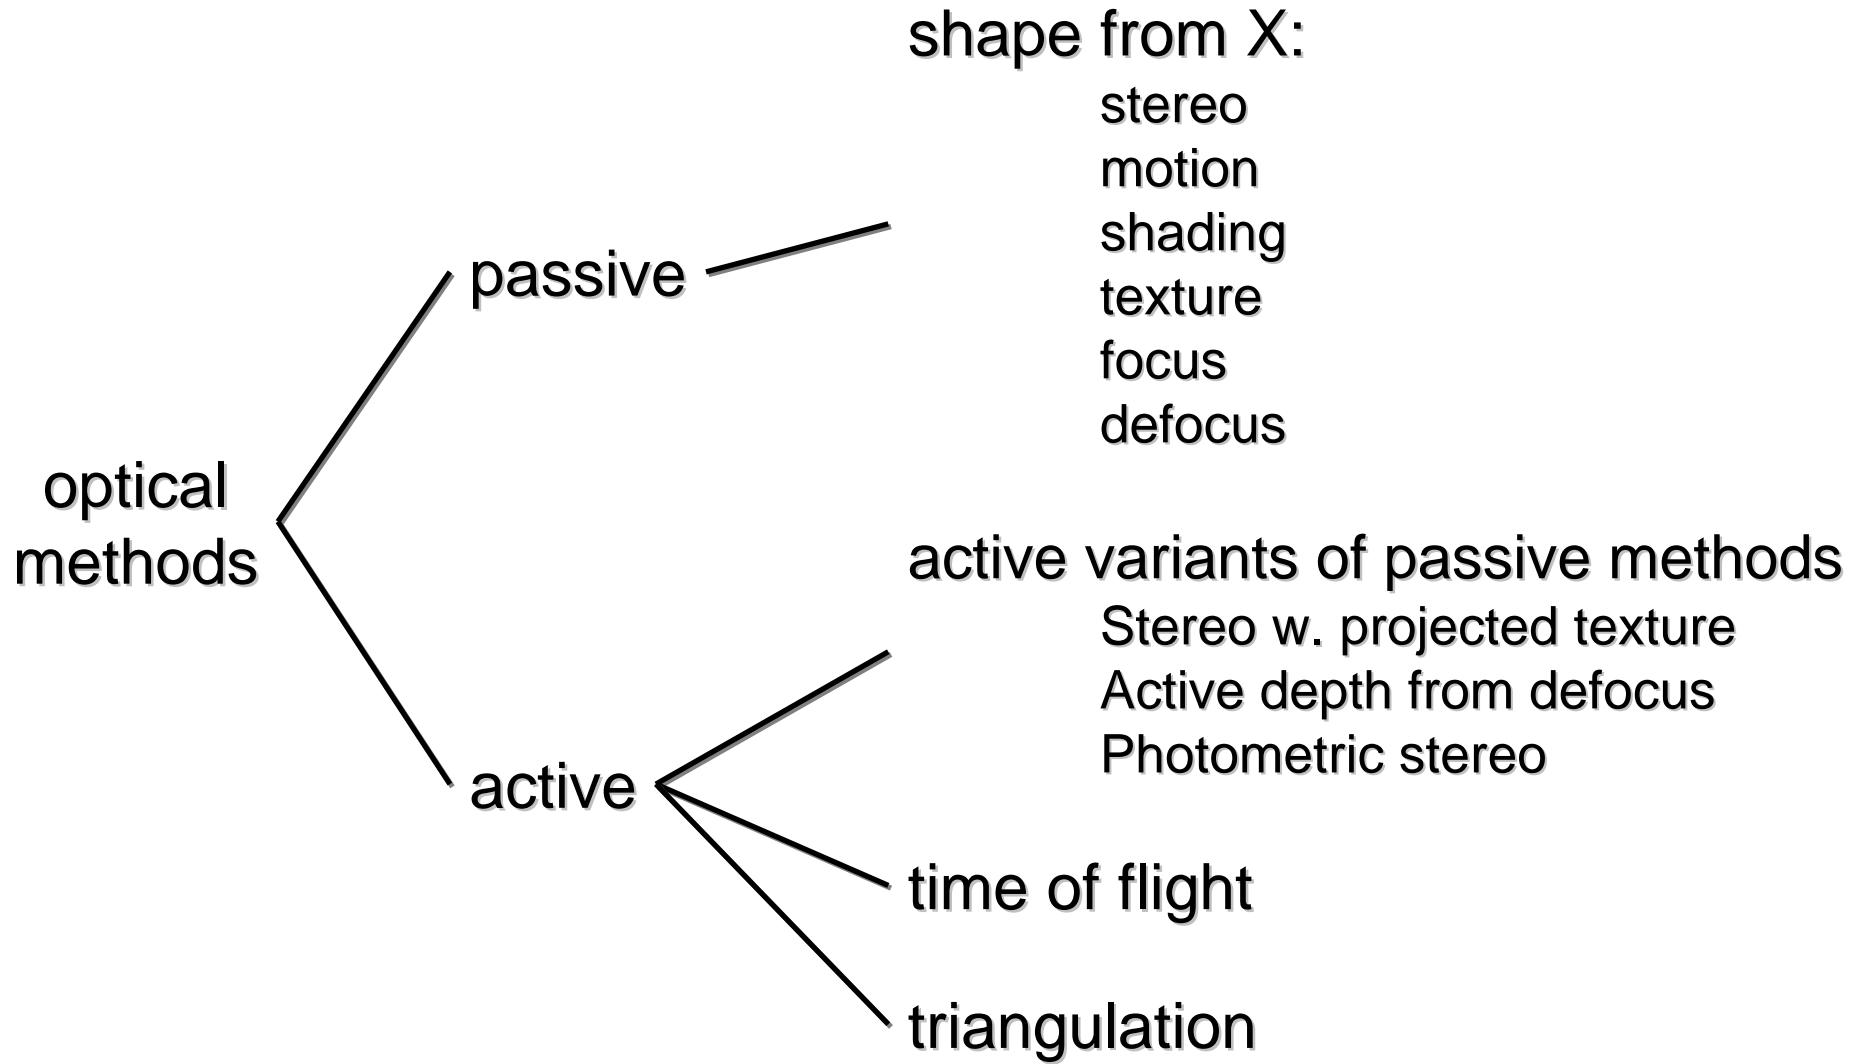 shape from X:
stereo
motion
shading
texture
focus
defocus
passive
optical
methods
active variants of passive methods
Stereo w. projected texture
Active depth from defocus
Photometric stereo
active
time of flight
triangulation